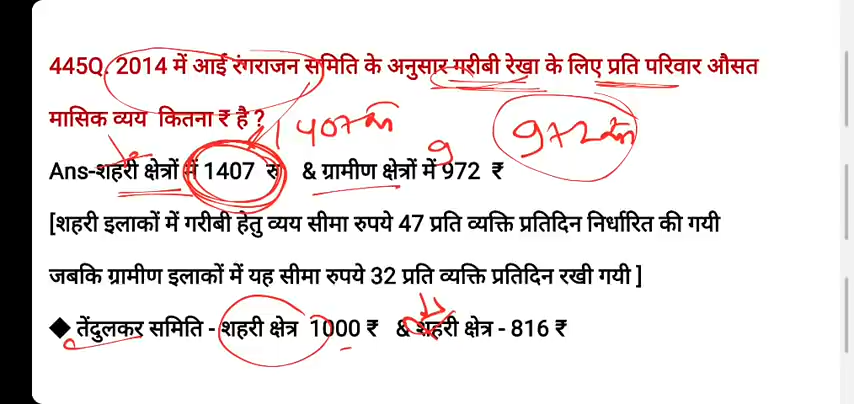 445Q. 2014 में आई रंगराजन समिति के अनुसार गरीबी रेखा के लिए प्रति परिवार औसत
मासिक व्यय कितना ₹ है ?
1407रू 972रू
Ans-शहरी क्षेत्रों में 1407 रु & ग्रामीण क्षेत्रों में 972 ₹
[शहरी इलाकों में गरीबी हेतु व्यय सीमा रुपये 47 प्रति व्यक्ति प्रतिदिन निर्धारित की गयी
जबकि ग्रामीण इलाकों में यह सीमा रुपये 32 प्रति व्यक्ति प्रतिदिन रखी गयी ]
◆ तेंदुलकर समिति - शहरी क्षेत्र 1000 ₹ & शहरी क्षेत्र - 816 ₹